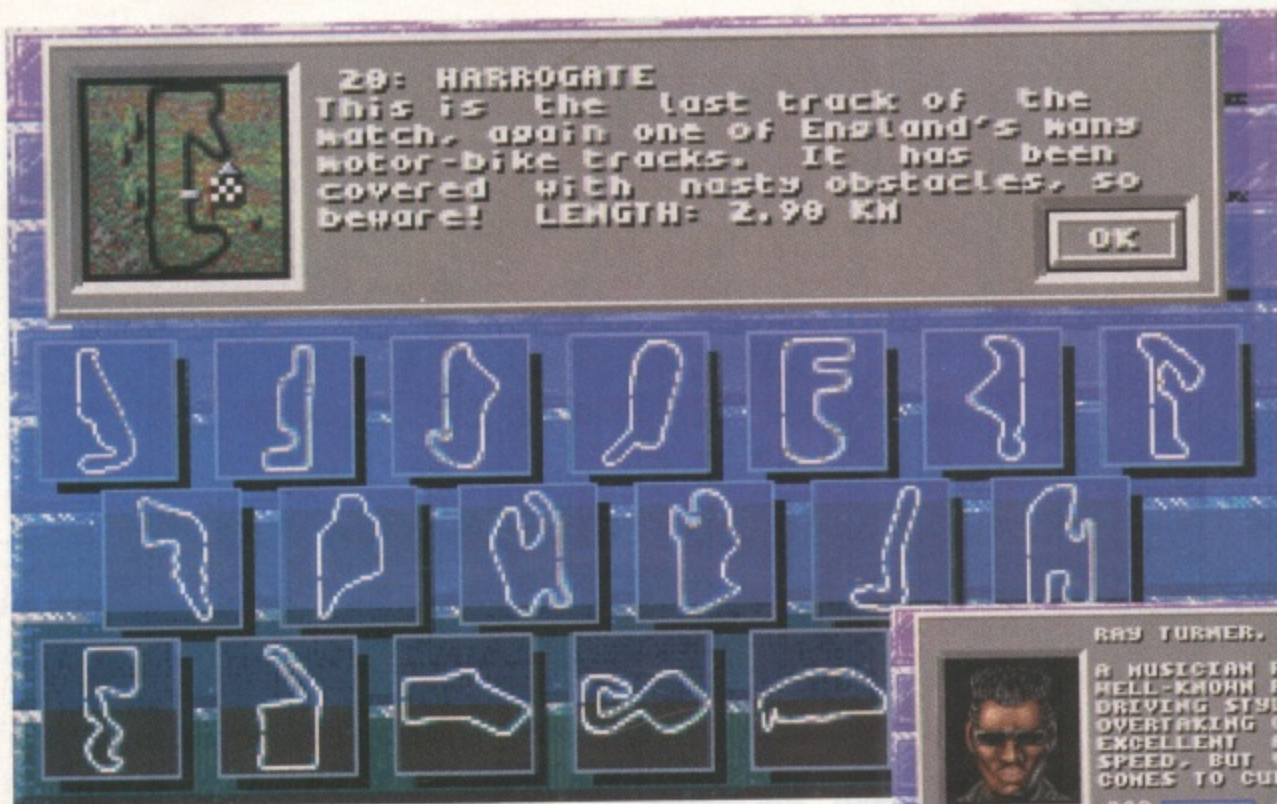 20: HARROGATE
This is the last track of the
match, again one of England's many
motor-bike tracks. It has been
covered with nasty obstacles, so
beware! LENGTH: 2.90 KM
OK
RAY TURNER,
A MUSICIAN
WELL-KNOWN
DRIVING
OVERTAKING
EXCELLENT
SPEED, BUT
COMES TO